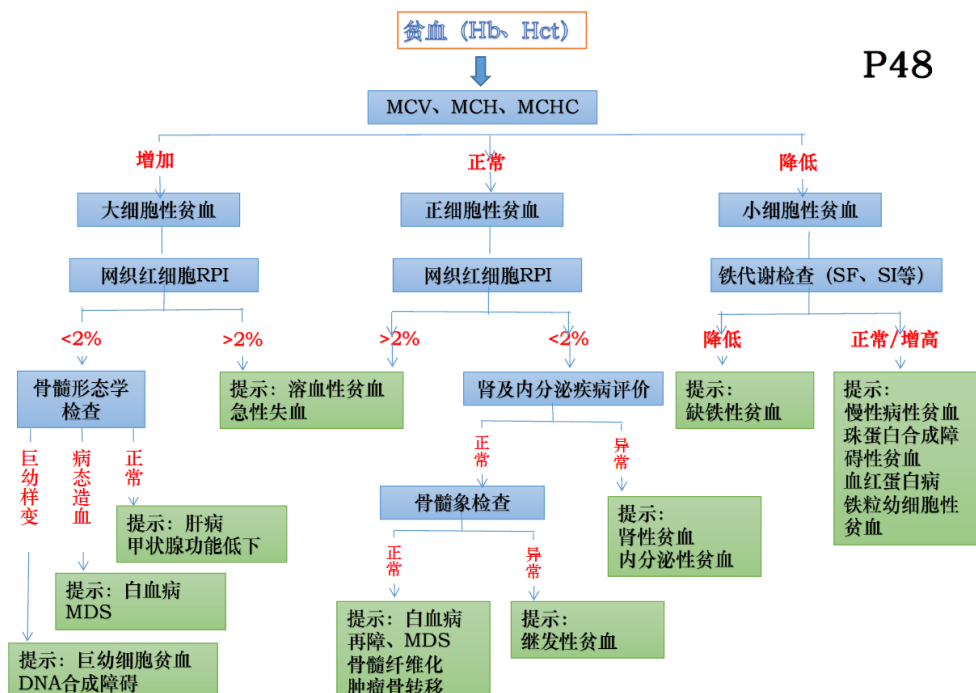 贫血（Hb、Hct）
P48
MCV、MCH、MCHC
增加
正常
降低
大细胞性贫血
正细胞性贫血
小细胞性贫血
网织红细胞RPI
网织红细胞RPI
铁代谢检查（SF、SI等）
<2%
>2%
>2%
<2%
降低
正常/增高
骨髓形态学
检查
提示：溶血性贫血
急性失血
肾及内分泌疾病评价
提示：
缺铁性贫血
提示：
慢性病性贫血
珠蛋白合成障
碍性贫血
血红蛋白病
铁粒幼细胞性
贫血
巨幼样变
病态造血
正常
正常
异常
提示：肝病
甲状腺功能低下
骨髓象检查
提示：
肾性贫血
内分泌性贫血
正常
异常
提示：白血病
MDS
提示：白血病
再障、MDS
骨髓纤维化
肿瘤骨转移
提示：
继发性贫血
提示：巨幼细胞贫血
DNA合成障碍